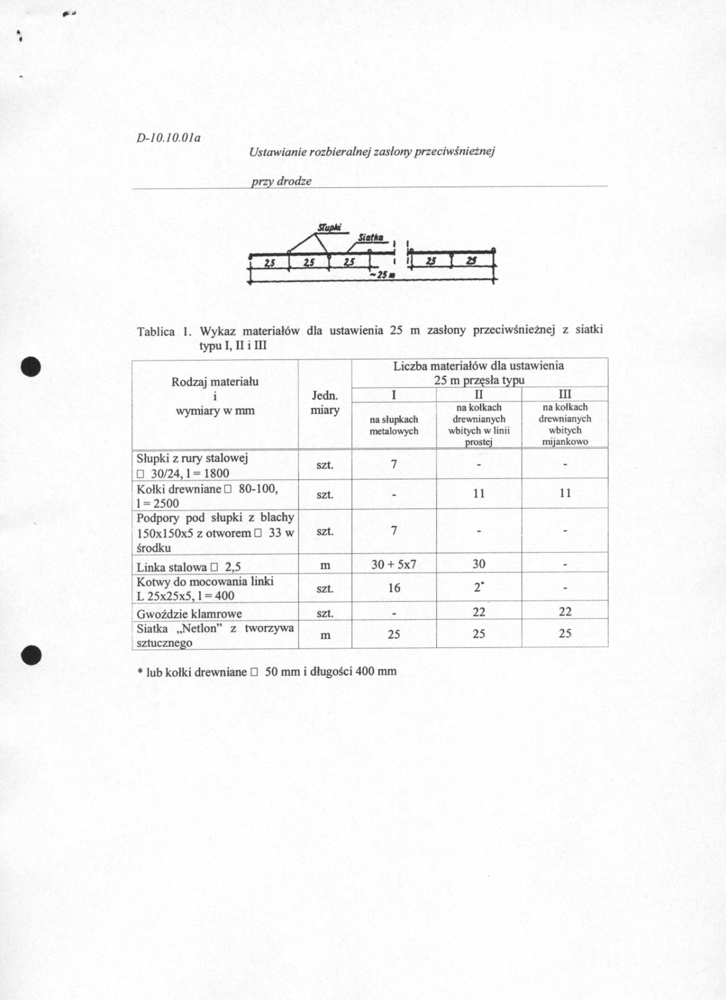 D-10.10.01a
Ustawianie rozbieralnej zasłony przeciwśnieżnej
przy drodze
Słupki
Siatka
2,5 2,5 2,5 2,5 2,5
~25 m
Tablica 1. Wykaz materiałów dla ustawienia 25 m zasłony przeciwśnieżnej z siatki
typu I, II i III
Rodzaj materiału
i
wymiary w mm
Jedn.
miary
Liczba materiałów dla ustawienia
25 m przęsła typu
I II III
na słupkach
metalowych
na kołkach
drewnianych
wbitych w linii
prostej
na kołkach
drewnianych
wbitych
mijankowo
Słupki z rury stalowej
□ 30/24, l = 1800
szt. 7 - -
Kołki drewniane □ 80-100,
l = 2500
szt. - 11 11
Podpory pod słupki z blachy
150x150x5 z otworem □ 33 w
środku
szt. 7 - -
Linka stalowa □ 2,5 m 30 + 5x7 30 -
Kotwy do mocowania linki
L 25x25x5, l = 400
szt. 16 2* -
Gwoździe klamrowe szt. - 22 22
Siatka „Netlon” z tworzywa
sztucznego
m 25 25 25
* lub kołki drewniane □ 50 mm i długości 400 mm